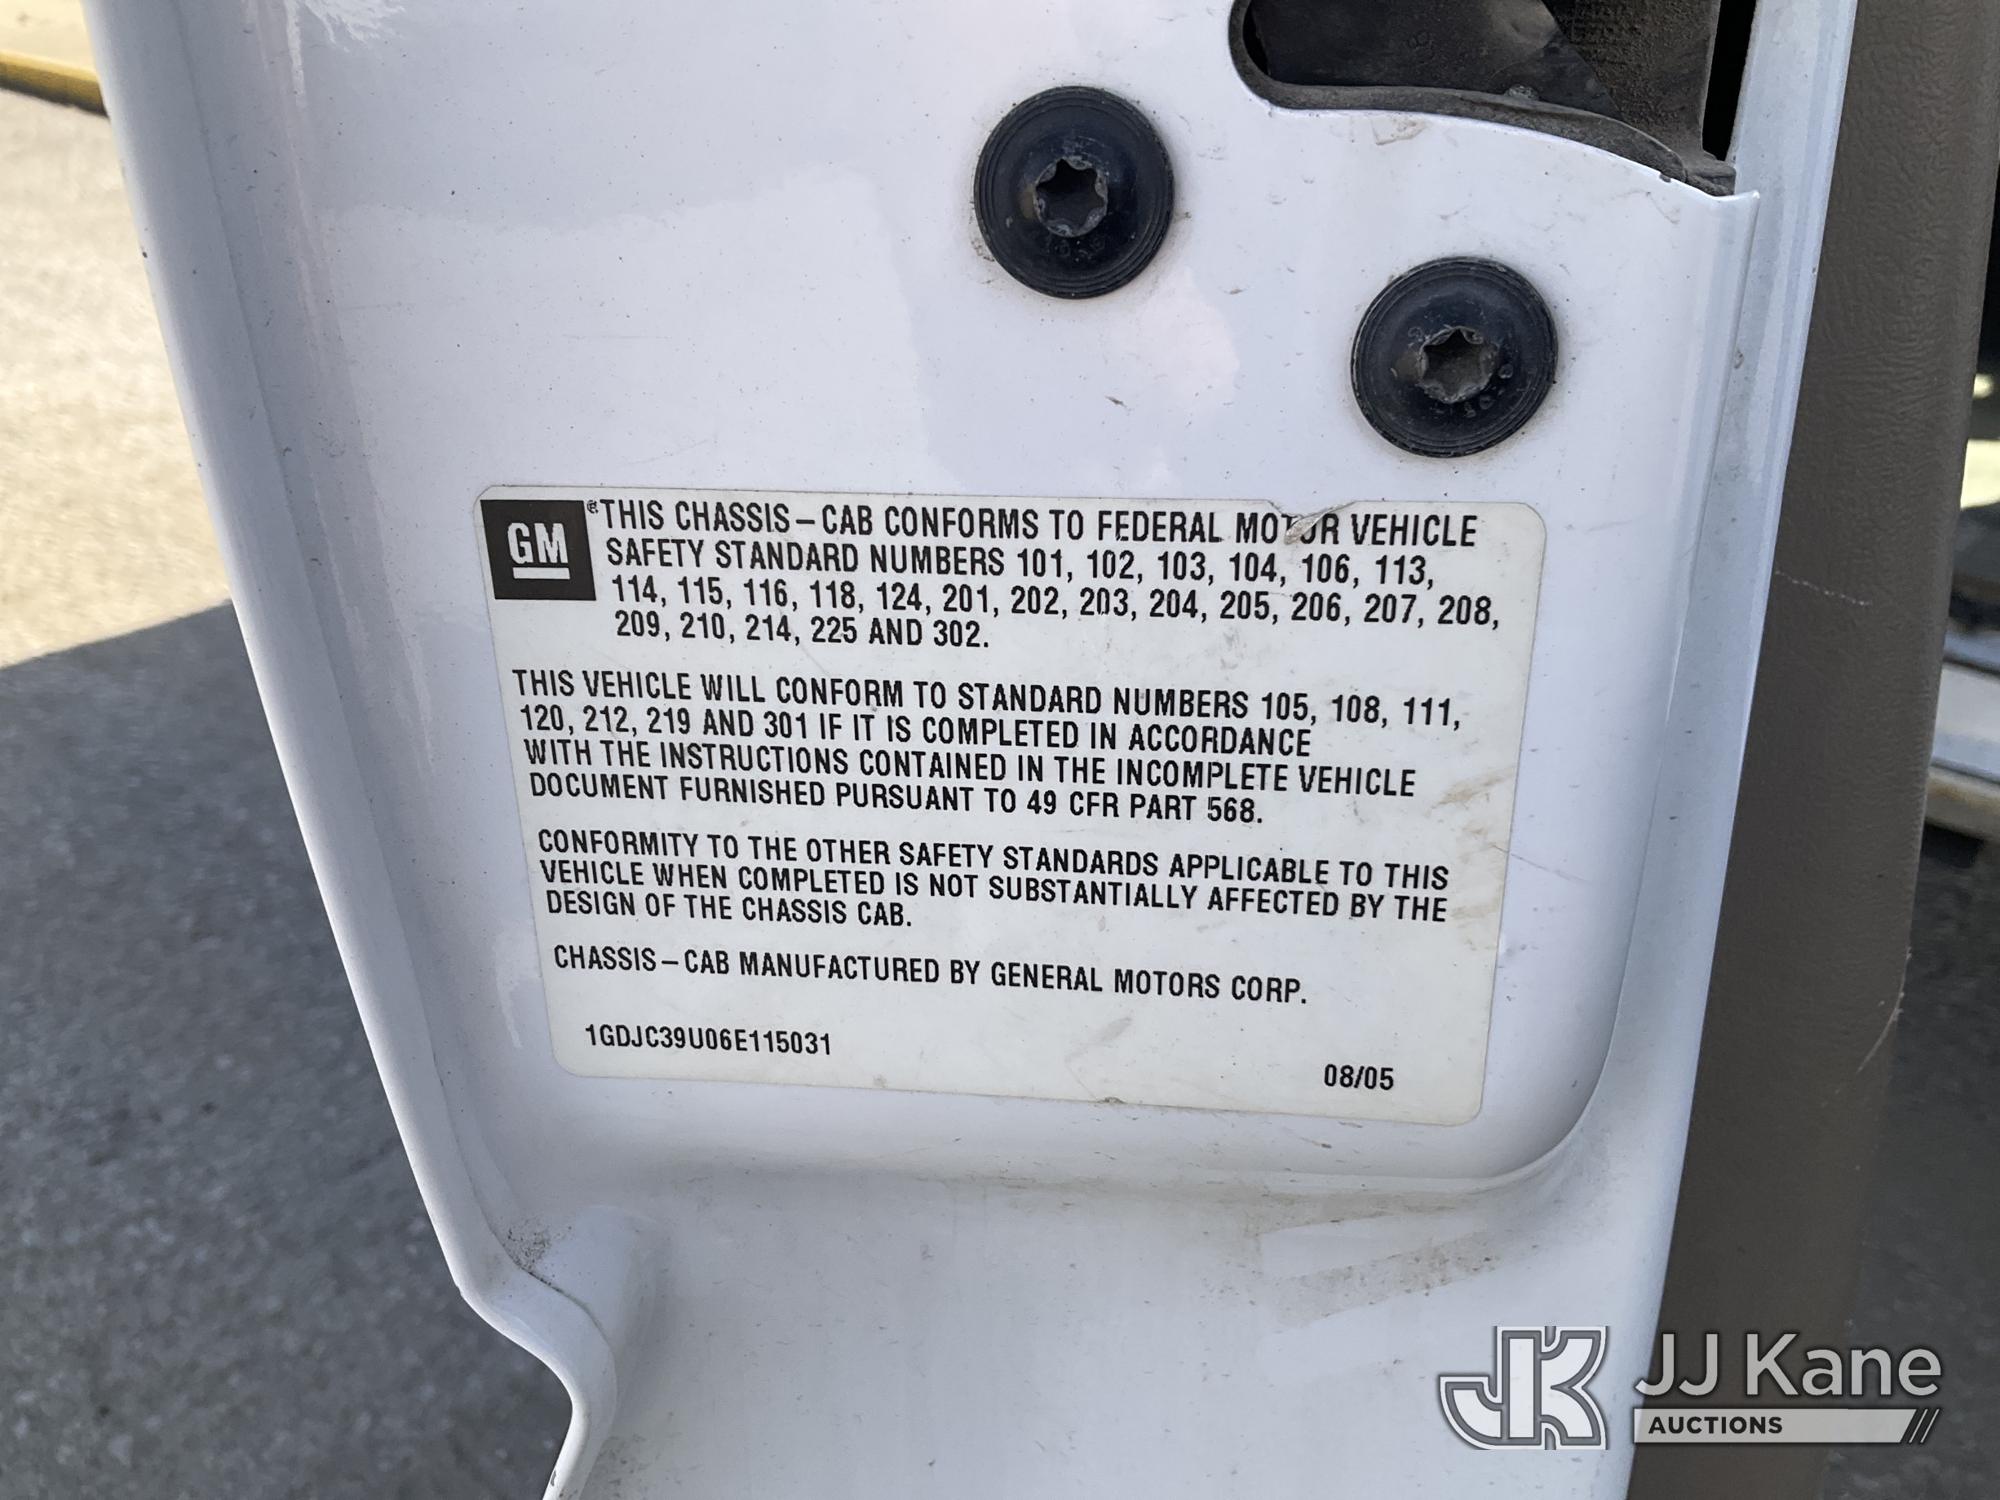 GM
THIS CHASSIS-CAB CONFORMS TO FEDERAL MOTOR VEHICLE
SAFETY STANDARD NUMBERS 101, 102, 103, 104, 106, 113,
114, 115, 116, 118, 124, 201, 202, 203, 204, 205, 206, 207, 208,
209, 210, 214, 225 AND 302.
THIS VEHICLE WILL CONFORM TO STANDARD NUMBERS 105, 108, 111,
120, 212, 219 AND 301 IF IT IS COMPLETED IN ACCORDANCE
WITH THE INSTRUCTIONS CONTAINED IN THE INCOMPLETE VEHICLE
DOCUMENT FURNISHED PURSUANT TO 49 CFR PART 568.
CONFORMITY TO THE OTHER SAFETY STANDARDS APPLICABLE TO THIS
VEHICLE WHEN COMPLETED IS NOT SUBSTANTIALLY AFFECTED BY THE
DESIGN OF THE CHASSIS CAB.
CHASSIS-CAB MANUFACTURED BY GENERAL MOTORS CORP.
1GDJC39U06E115031
08/05
JK JJ Kane
AUCTIONS